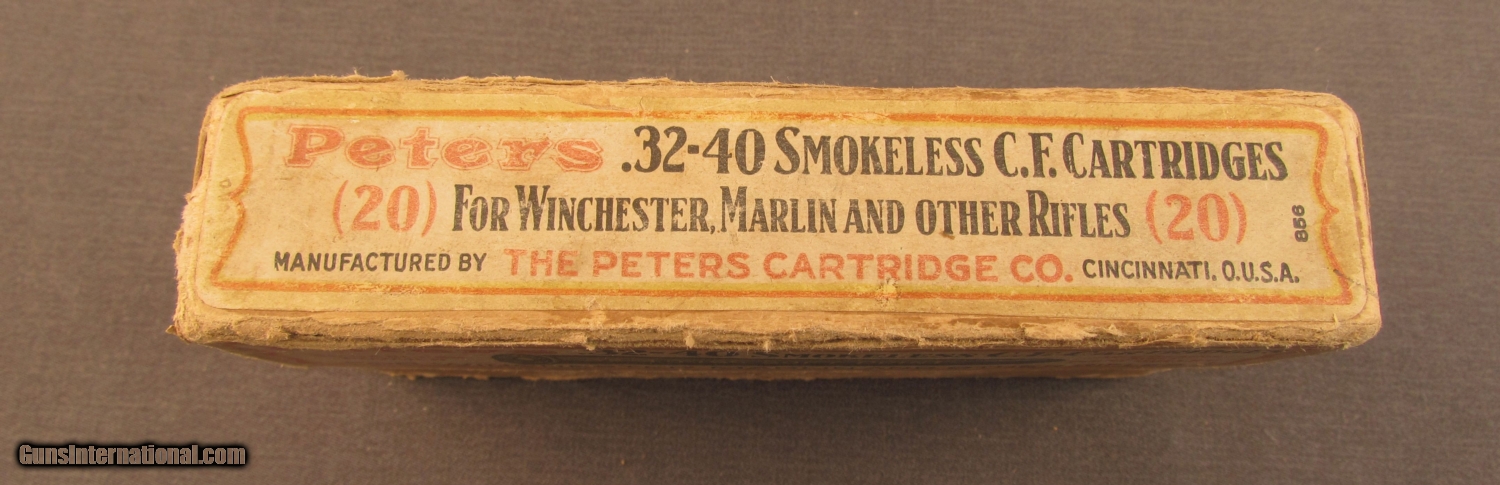 Peters .32-40 SMOKELESS C.F. CARTRIDGES
(20) FOR WINCHESTER, MARLIN AND OTHER RIFLES (20)
856
MANUFACTURED BY THE PETERS CARTRIDGE CO. CINCINNATI. O.U.S.A.
GunsInternational.com